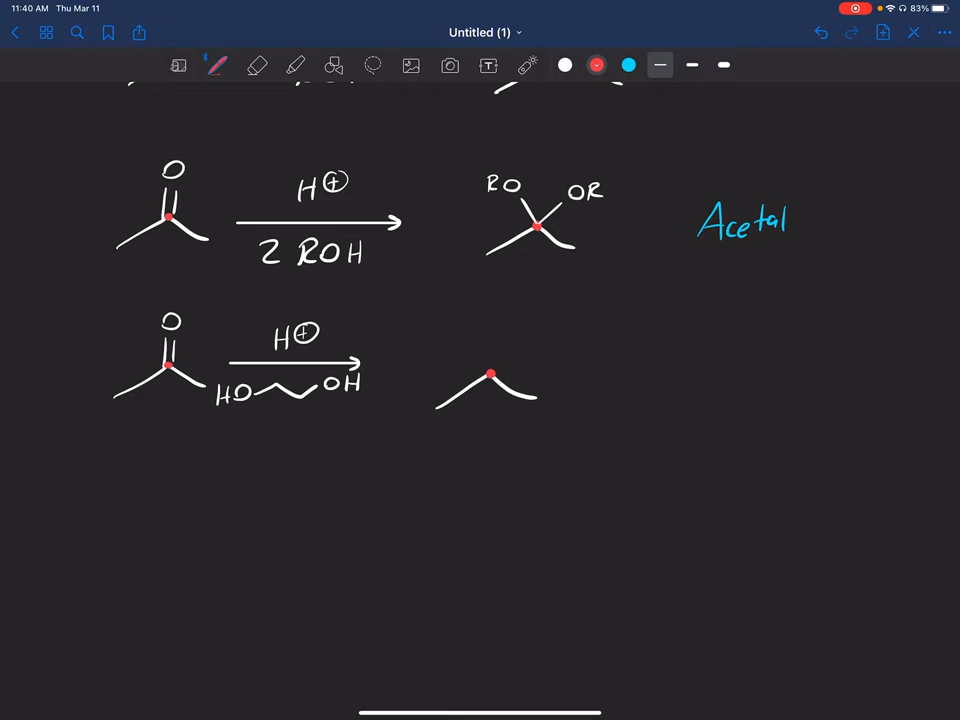 11:40 AM Thu Mar 11
83%
Untitled (1)
T
O
H+
RO OR
Acetal
2 ROH
O
H+
HO OH